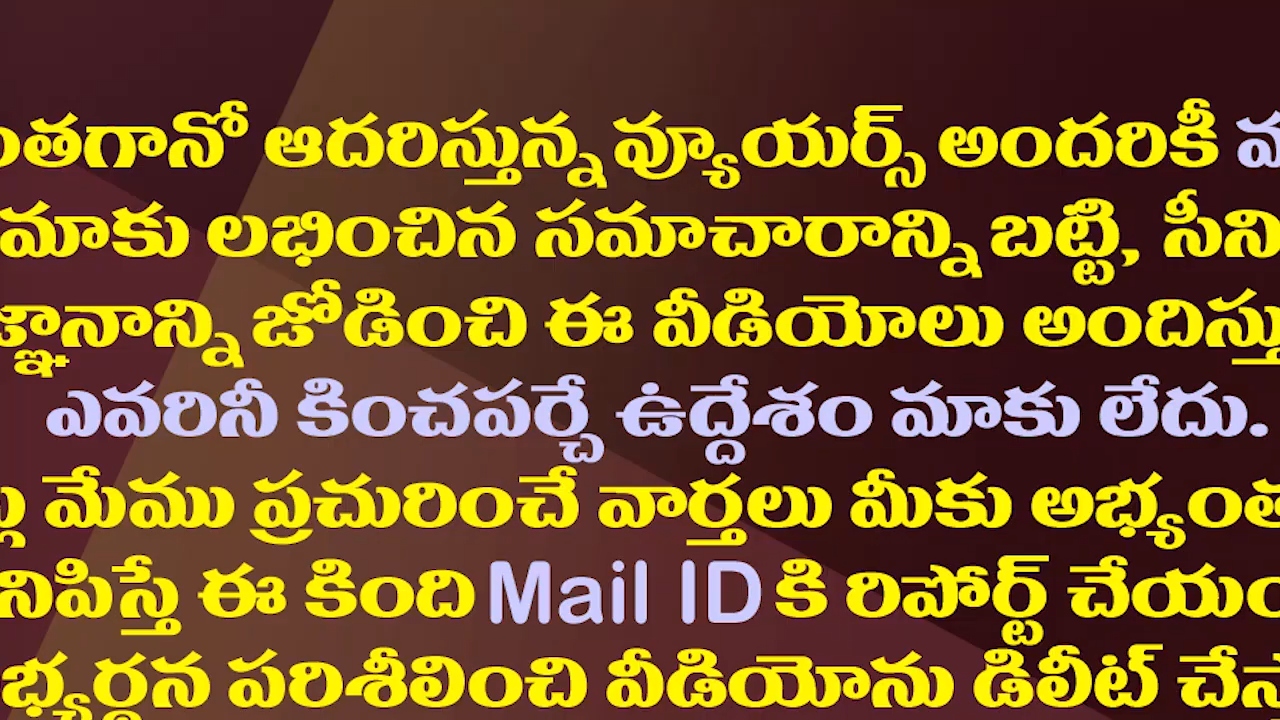 ఆదరిస్తున్న వ్యూయర్స్ అందరికీ
మాకు లభించిన సమాచారాన్ని బట్టి,
జోడించి ఈ వీడియోలు
ఎవరినీ కించపర్చే ఉద్దేశం మాకు లేదు.
మేము ప్రచురించే వార్తలు మీకు
ఈ కింది Mail ID కి రిపోర్ట్
పరిశీలించి వీడియోను డిలీట్